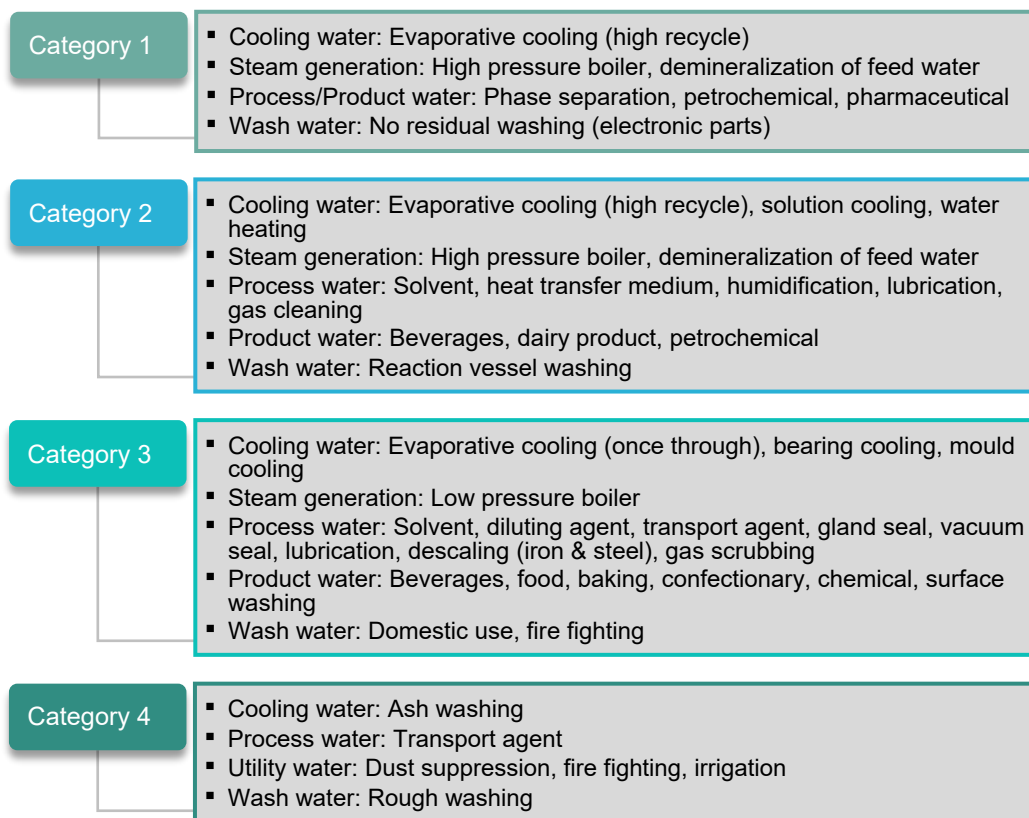 Category 1
▪ Cooling water: Evaporative cooling (high recycle)
▪ Steam generation: High pressure boiler, demineralization of feed water
▪ Process/Product water: Phase separation, petrochemical, pharmaceutical
▪ Wash water: No residual washing (electronic parts)
Category 2
▪ Cooling water: Evaporative cooling (high recycle), solution cooling, water
heating
▪ Steam generation: High pressure boiler, demineralization of feed water
▪ Process water: Solvent, heat transfer medium, humidification, lubrication,
gas cleaning
▪ Product water: Beverages, dairy product, petrochemical
▪ Wash water: Reaction vessel washing
Category 3
▪ Cooling water: Evaporative cooling (once through), bearing cooling, mould
cooling
▪ Steam generation: Low pressure boiler
▪ Process water: Solvent, diluting agent, transport agent, gland seal, vacuum
seal, lubrication, descaling (iron & steel), gas scrubbing
▪ Product water: Beverages, food, baking, confectionary, chemical, surface
washing
▪ Wash water: Domestic use, fire fighting
Category 4
▪ Cooling water: Ash washing
▪ Process water: Transport agent
▪ Utility water: Dust suppression, fire fighting, irrigation
▪ Wash water: Rough washing